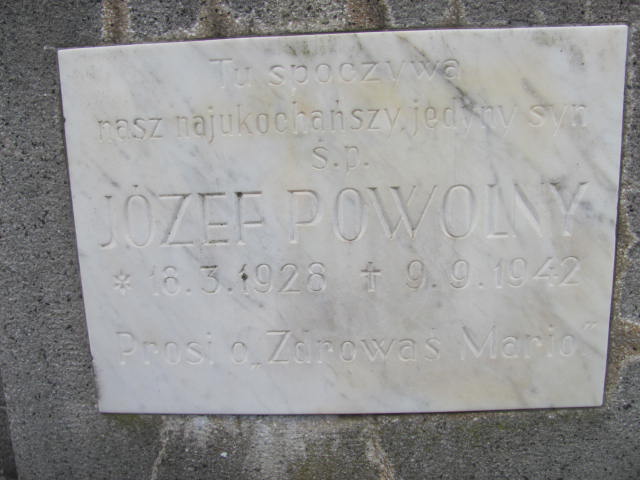 Tu spoczywa
nasz najukochańszy, jedyny syn
ś.p.
JÓZEF POWOLNY
* 18.3.1928 † 9.9.1942
Prosi o „Zdrowaś Mario”